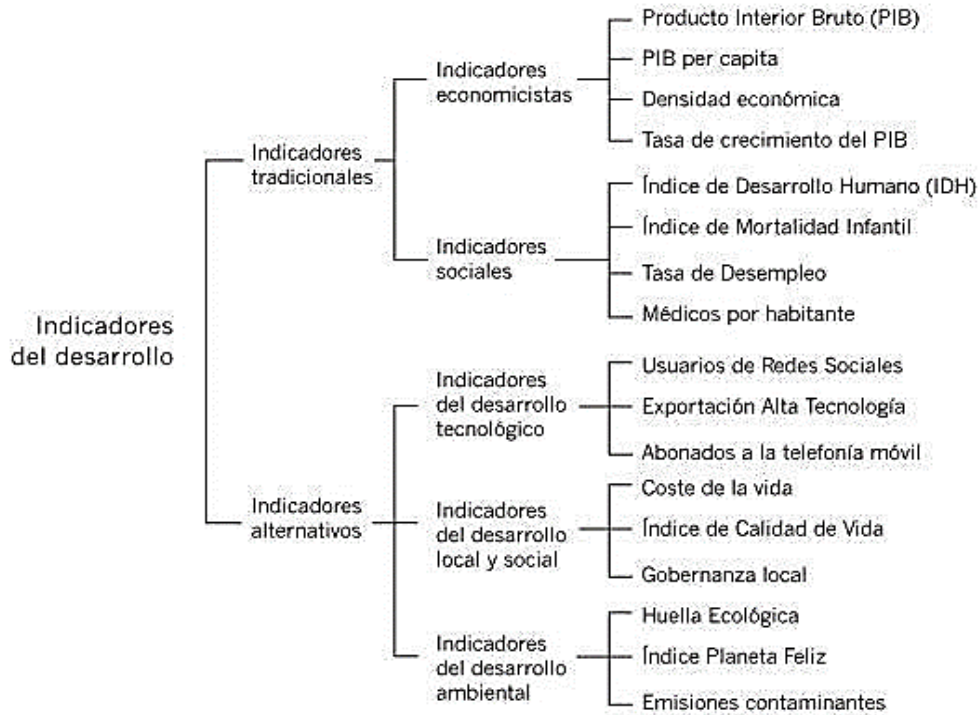 Indicadores
del desarrollo
Indicadores
tradicionales
Indicadores
economicistas
Producto Interior Bruto (PIB)
PIB per capita
Densidad económica
Tasa de crecimiento del PIB
Indicadores
sociales
Índice de Desarrollo Humano (IDH)
Índice de Mortalidad Infantil
Tasa de Desempleo
Médicos por habitante
Indicadores
alternativos
Indicadores
del desarrollo
tecnológico
Usuarios de Redes Sociales
Exportación Alta Tecnología
Abonados a la telefonía móvil
Indicadores
del desarrollo
local y social
Coste de la vida
Índice de Calidad de Vida
Gobernanza local
Indicadores
del desarrollo
ambiental
Huella Ecológica
Índice Planeta Feliz
Emisiones contaminantes